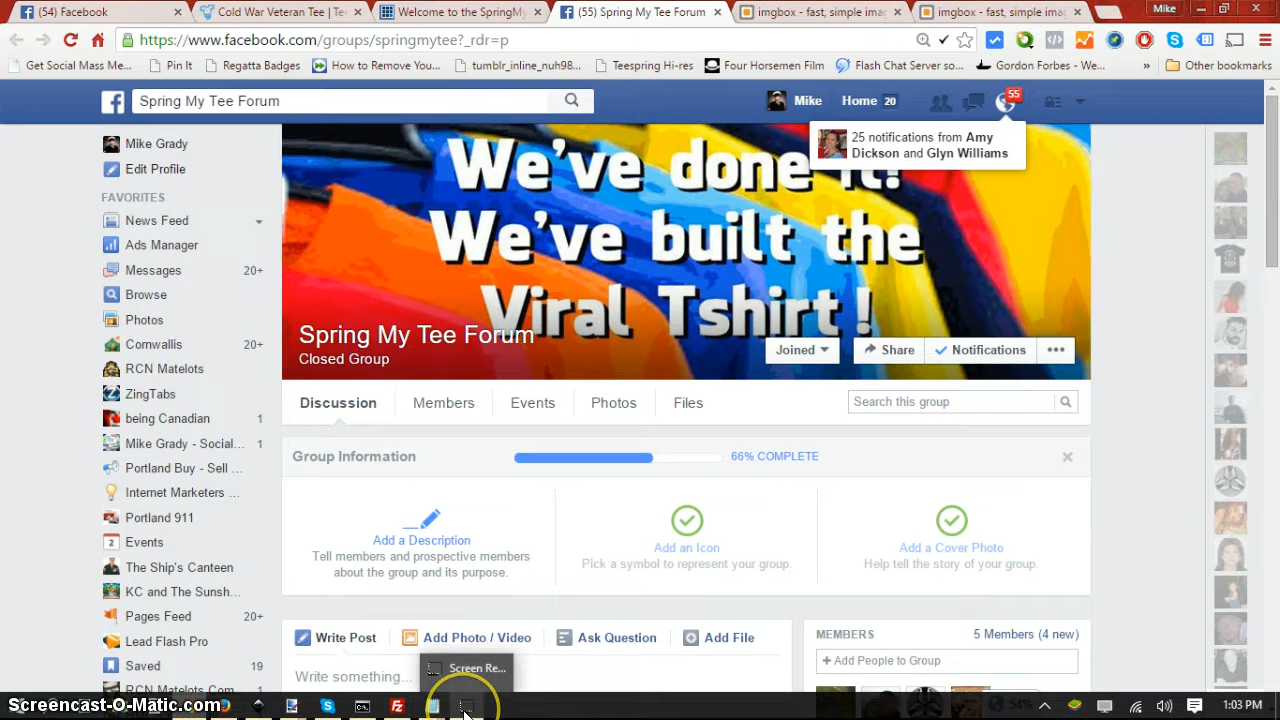 (54) Facebook
Cold War Veteran Tee | Te
Welcome to the SpringMy
(55) Spring My Tee Forum
imgbox - fast, simple ima
imgbox - fast, simple ima
Mike
https://www.facebook.com/groups/springmytee?_rdr=p
Get Social Mass Me...
Pin It
Regatta Badges
How to Remove You...
tumblr_inline_nuh98...
Teespring Hi-res
Four Horsemen Film
Flash Chat Server so...
Gordon Forbes - We...
»
Other bookmarks
Spring My Tee Forum
Mike
Home 20
55
25 notifications from Amy
Dickson and Glyn Williams
Mike Grady
Edit Profile
FAVORITES
News Feed
Ads Manager
Messages 20+
Browse
Photos
Cornwallis 20+
RCN Matelots
ZingTabs
being Canadian 1
Mike Grady - Social... 1
Portland Buy - Sell ...
Internet Marketers ...
Portland 911
2 Events
The Ship's Canteen
KC and The Sunsh...
Pages Feed 20+
Lead Flash Pro
Saved 19
RCN Matelots Com
We've done it!
We've built the
Viral Tshirt !
Spring My Tee Forum
Closed Group
Joined
Share
Notifications
Discussion
Members
Events
Photos
Files
Search this group
Group Information
66% COMPLETE
Add a Description
Tell members and prospective members
about the group and its purpose.
Add an Icon
Pick a symbol to represent your group.
Add a Cover Photo
Help tell the story of your group.
Write Post
Add Photo / Video
Ask Question
Add File
Write something...
MEMBERS
5 Members (4 new)
+ Add People to Group
Screen Re...
Screencast-O-Matic.com
54%
1:03 PM